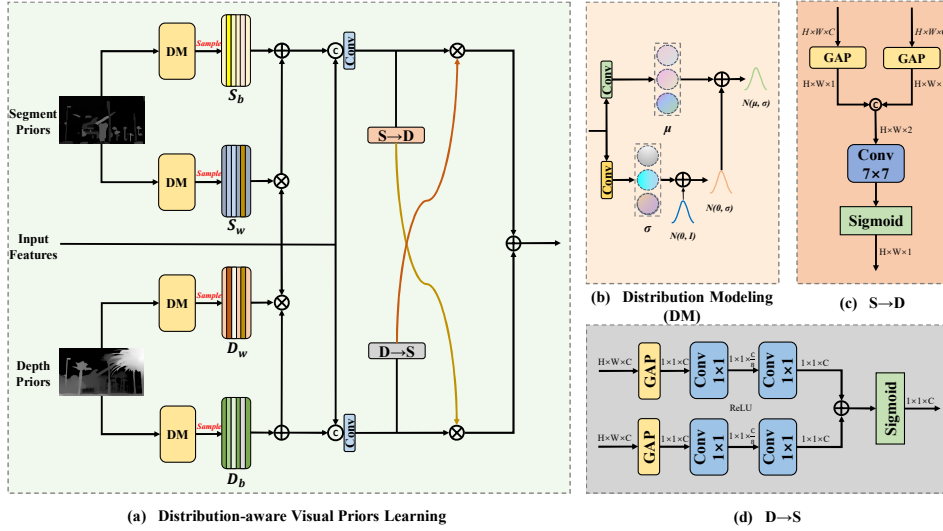 Segment
Priors
DM
Sample
S_b
DM
Sample
S_w
Input
Features
Depth
Priors
DM
Sample
D_w
DM
Sample
D_b
C
Conv
S→D
D→S
C
Conv
(a) Distribution-aware Visual Priors Learning
Conv
μ
N(μ, σ)
Conv
σ
N(0, I)
N(0, σ)
(b) Distribution Modeling
(DM)
H×W×C
H×W×C
GAP
GAP
H×W×1
H×W×
C
H×W×2
Conv
7×7
Sigmoid
H×W×1
(c) S→D
H×W×C
GAP
1×1×C
Conv
1×1
1×1×
Conv
1×1
1×1×C
ReLU
H×W×C
GAP
1×1×C
Conv
1×1
1×1×
Conv
1×1
1×1×C
Sigmoid
1×1×C
(d) D→S